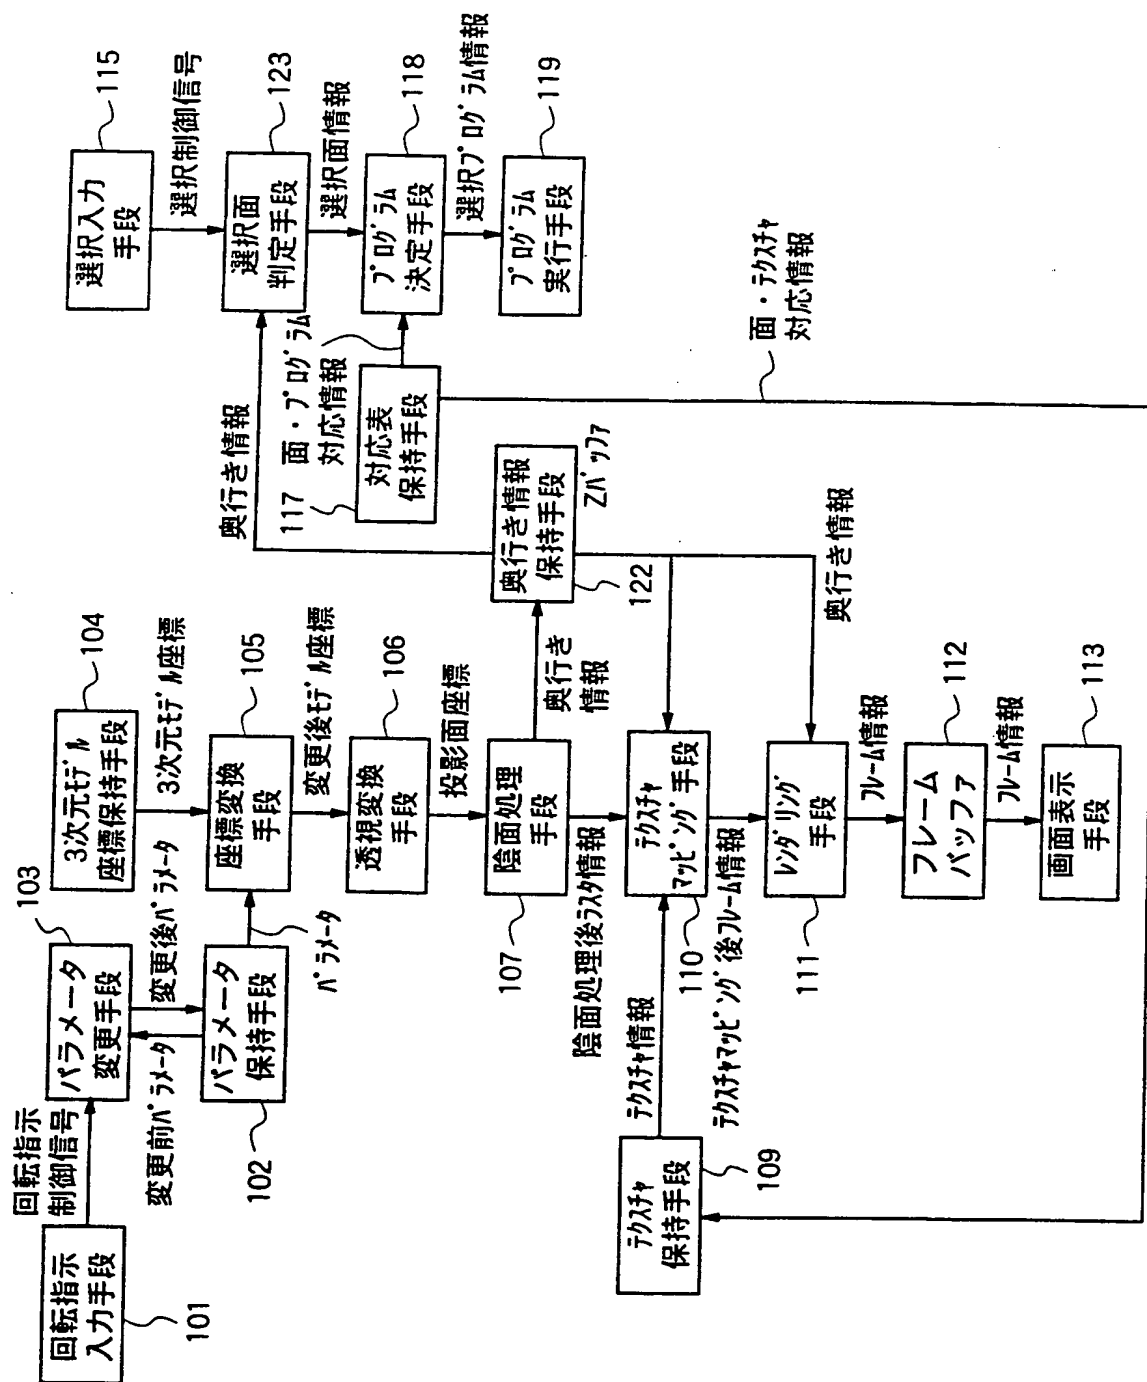 回転指示
入力手段
101
回転指示
制御信号
パラメータ
変更手段
103
変更前パラメータ
変更後パラメータ
パラメータ
保持手段
102
パラメータ
3次元モデル
座標保持手段
104
3次元モデル座標
座標変換
手段
105
変更後モデル座標
透視変換
手段
106
投影面座標
陰面処理
手段
107
奥行き
情報
陰面処理後ラスタ情報
奥行き情報
保持手段
Zバッファ
122
奥行き情報
奥行き情報
テクスチャ
保持手段
109
テクスチャ情報
テクスチャ
マッピング手段
110
テクスチャマッピング後フレーム情報
レンダリング
手段
111
フレーム情報
フレーム
バッファ
112
フレーム情報
画面表示
手段
113
選択入力
手段
115
選択制御信号
選択面
判定手段
123
選択面情報
対応表
保持手段
117
面・プログラム
対応情報
プログラム
決定手段
118
選択プログラム情報
プログラム
実行手段
119
面・テクスチャ
対応情報